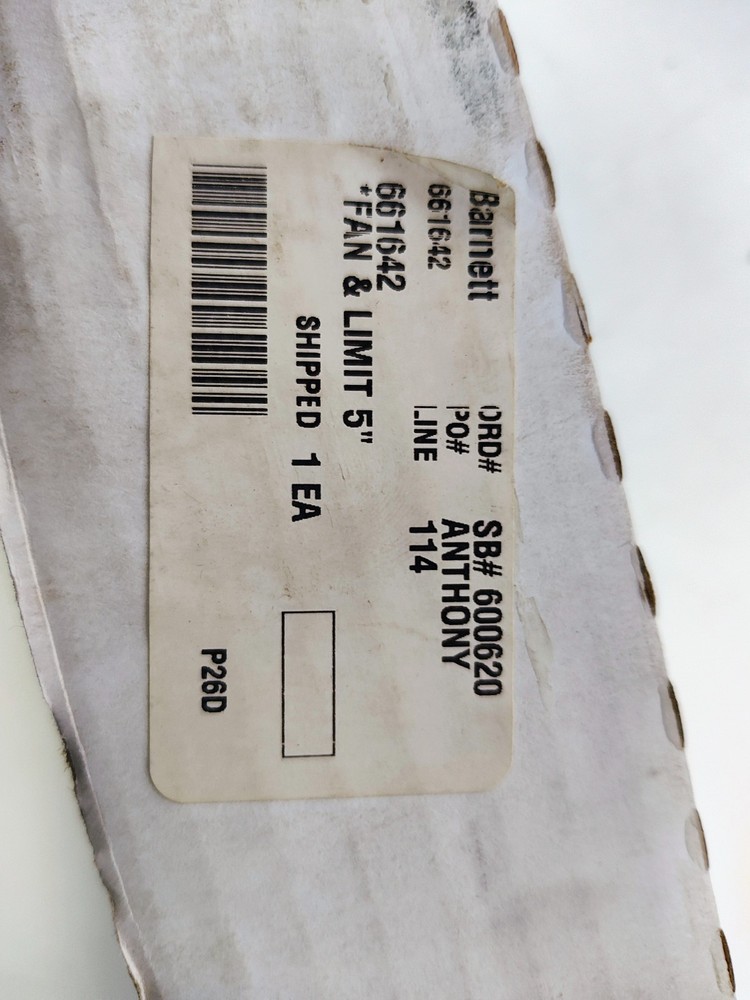 Barnett ORD# SB# 600620
661642 PO# ANTHONY
LINE 114
661642
*FAN & LIMIT 5"
SHIPPED 1 EA
P26D